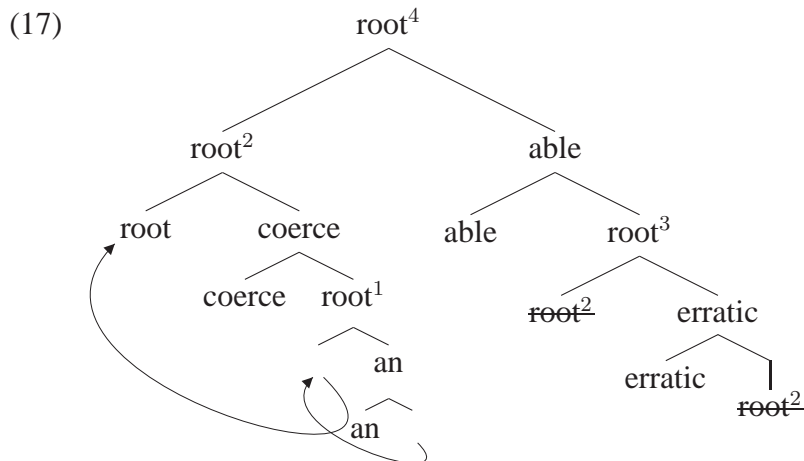 (17) root⁴
root² able
root coerce able root³
coerce root¹ root² erratic
an erratic root²
an